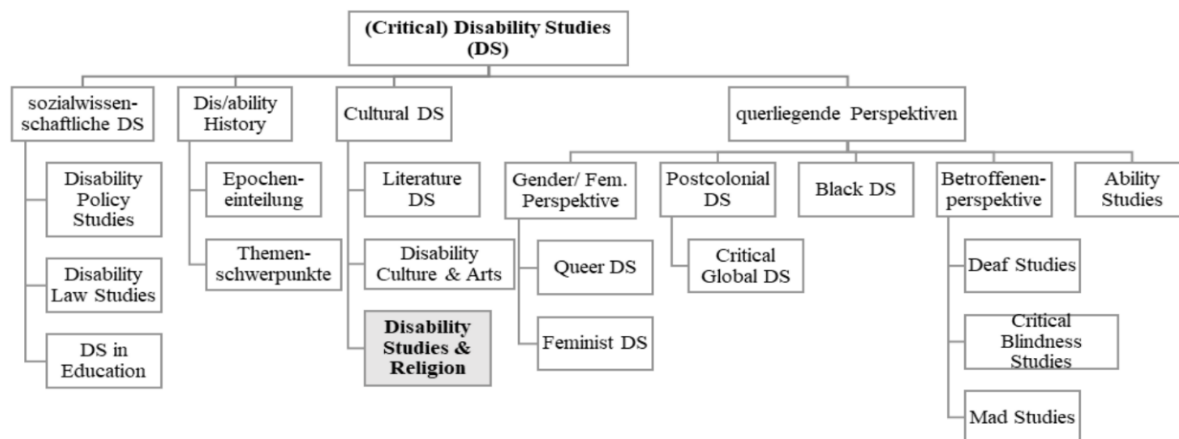 (Critical) Disability Studies
(DS)
sozialwissen-
schaftliche DS
Disability
Policy
Studies
Disability
Law Studies
DS in
Education
Dis/ability
History
Epochen-
einteilung
Themen-
schwerpunkte
Cultural DS
Literature
DS
Disability
Culture & Arts
Disability
Studies &
Religion
querliegende Perspektiven
Gender/ Fem.
Perspektive
Queer DS
Feminist DS
Postcolonial
DS
Critical
Global DS
Black DS
Betroffenen-
perspektive
Deaf Studies
Critical
Blindness
Studies
Mad Studies
Ability
Studies